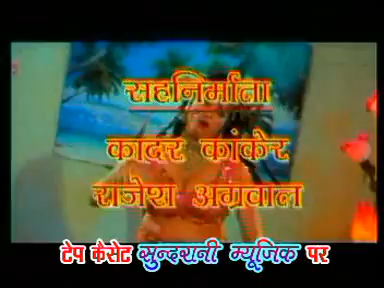 सहनिर्माता
कादर कांकेर
राजेश अग्रवाल
टेप कैसेट सुन्दरानी म्यूजिक पर